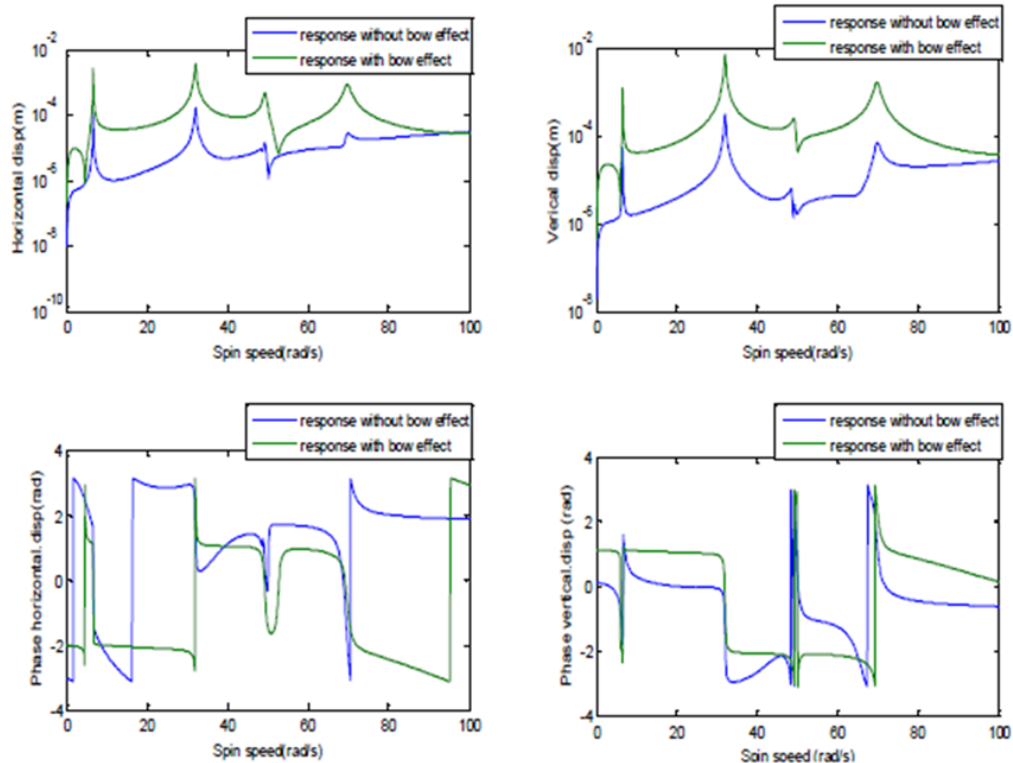 response without bow effect
response with bow effect
10^-2
10^-4
10^-6
10^-8
10^-10
Horizontal disp(m)
0 20 40 60 80 100
Spin speed(rad/s)
response without bow effect
response with bow effect
10^-2
10^-4
10^-6
10^-8
Verical disp(m)
0 20 40 60 80 100
Spin speed(rad/s)
response without bow effect
response with bow effect
4
2
0
-2
-4
Phase horizontal.disp(rad)
0 20 40 60 80 100
Spin speed(rad/s)
response without bow effect
response with bow effect
4
2
0
-2
-4
Phase vertical.disp (rad)
0 20 40 60 80 100
Spin speed (rad/s)